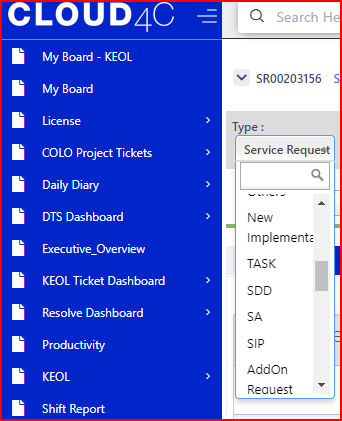 CLOUD4C
Search He
My Board - KEOL
My Board
License
COLO Project Tickets
Daily Diary
DTS Dashboard
Executive_Overview
KEOL Ticket Dashboard
Resolve Dashboard
Productivity
KEOL
Shift Report
SR00203156
Type :
Service Request
Others
New
Implementa
TASK
SDD
SA
SIP
AddOn
Request